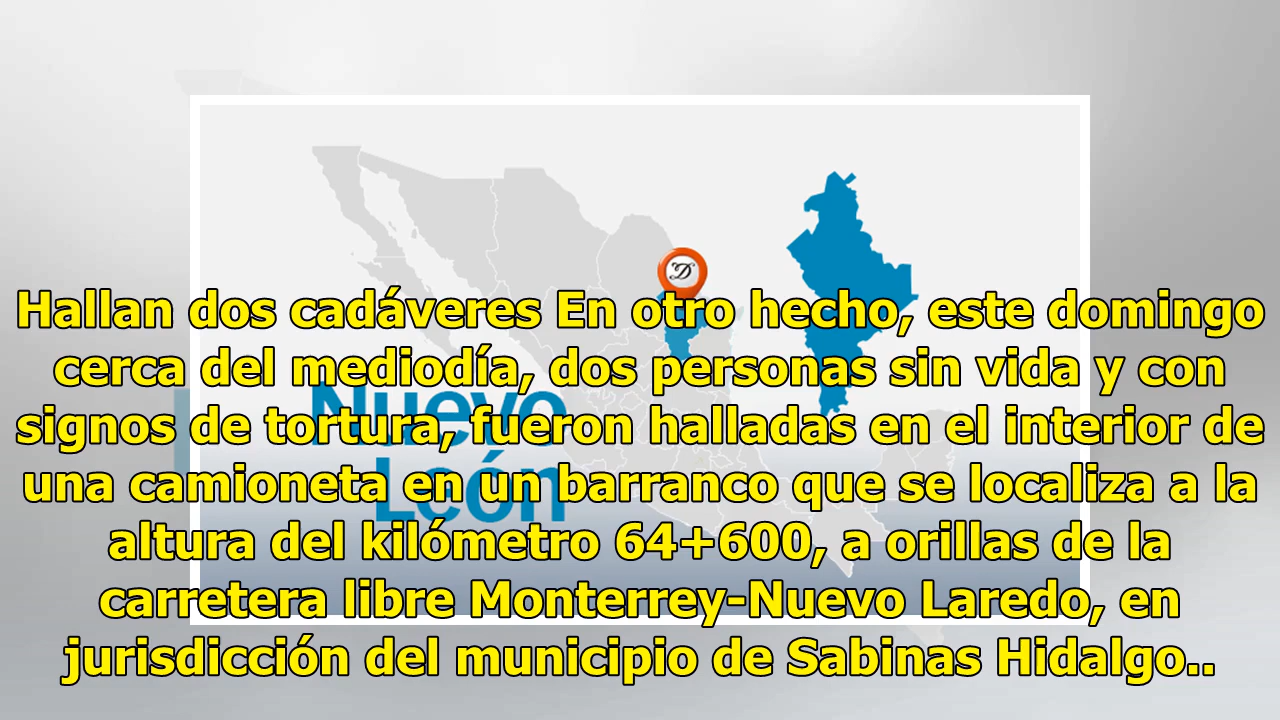 Hallan dos cadáveres En otro hecho, este domingo
cerca del mediodía, dos personas sin vida y con
signos de tortura, fueron halladas en el interior de
una camioneta en un barranco que se localiza a la
altura del kilómetro 64+600, a orillas de la
carretera libre Monterrey-Nuevo Laredo, en
jurisdicción del municipio de Sabinas Hidalgo..
D
Nuevo
León